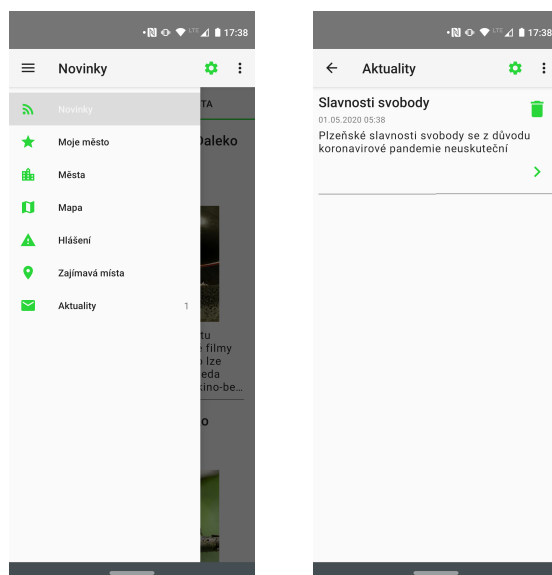 LTE 17:38
Novinky
Novinky
TA
Moje město
Daleko
Města
Mapa
Hlášení
Zajímavá místa
Aktuality 1
tu
filmy
lze
eda
kino-be...
o
LTE 17:38
Aktuality
Slavnosti svobody
01.05.2020 05:38
Plzeňské slavnosti svobody se z důvodu
koronavirové pandemie neuskuteční